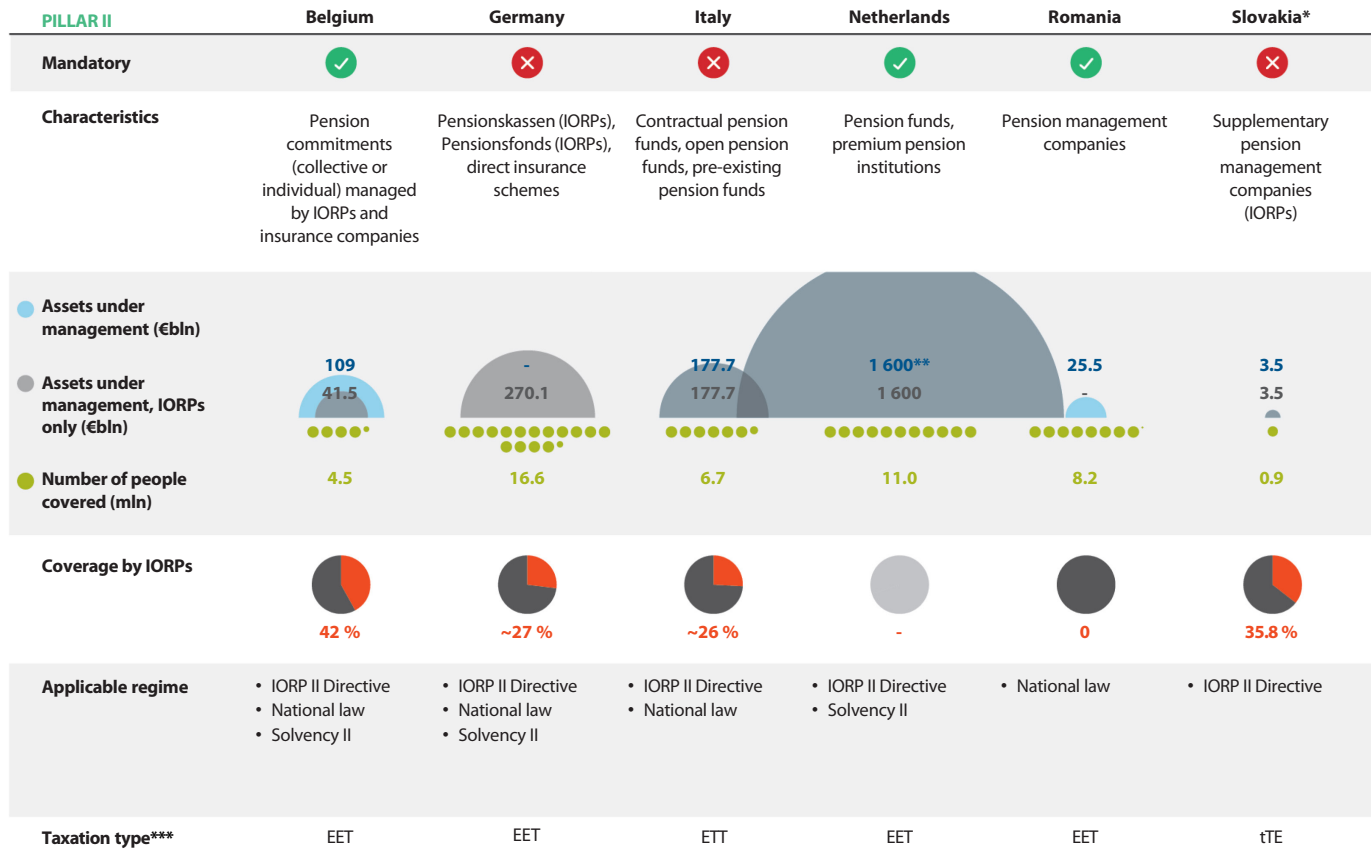 PILLAR II Belgium Germany Italy Netherlands Romania Slovakia*
Mandatory
Characteristics
Pension
commitments
(collective or
individual) managed
by IORPs and
insurance companies
Pensionskassen (IORPs),
Pensionsfonds (IORPs),
direct insurance
schemes
Contractual pension
funds, open pension
funds, pre-existing
pension funds
Pension funds,
premium pension
institutions
Pension management
companies
Supplementary
pension
management
companies
(IORPs)
Assets under
management (€bln)
109 - 177.7 1 600** 25.5 3.5
Assets under
management, IORPs
only (€bln)
41.5 270.1 177.7 1 600 - 3.5
Number of people
covered (mln)
4.5 16.6 6.7 11.0 8.2 0.9
Coverage by IORPs
42 % ~27 % ~26 % - 0 35.8 %
Applicable regime
• IORP II Directive
• National law
• Solvency II
• IORP II Directive
• National law
• Solvency II
• IORP II Directive
• National law
• IORP II Directive
• Solvency II
• National law
• IORP II Directive
Taxation type*** EET EET ETT EET EET tTE